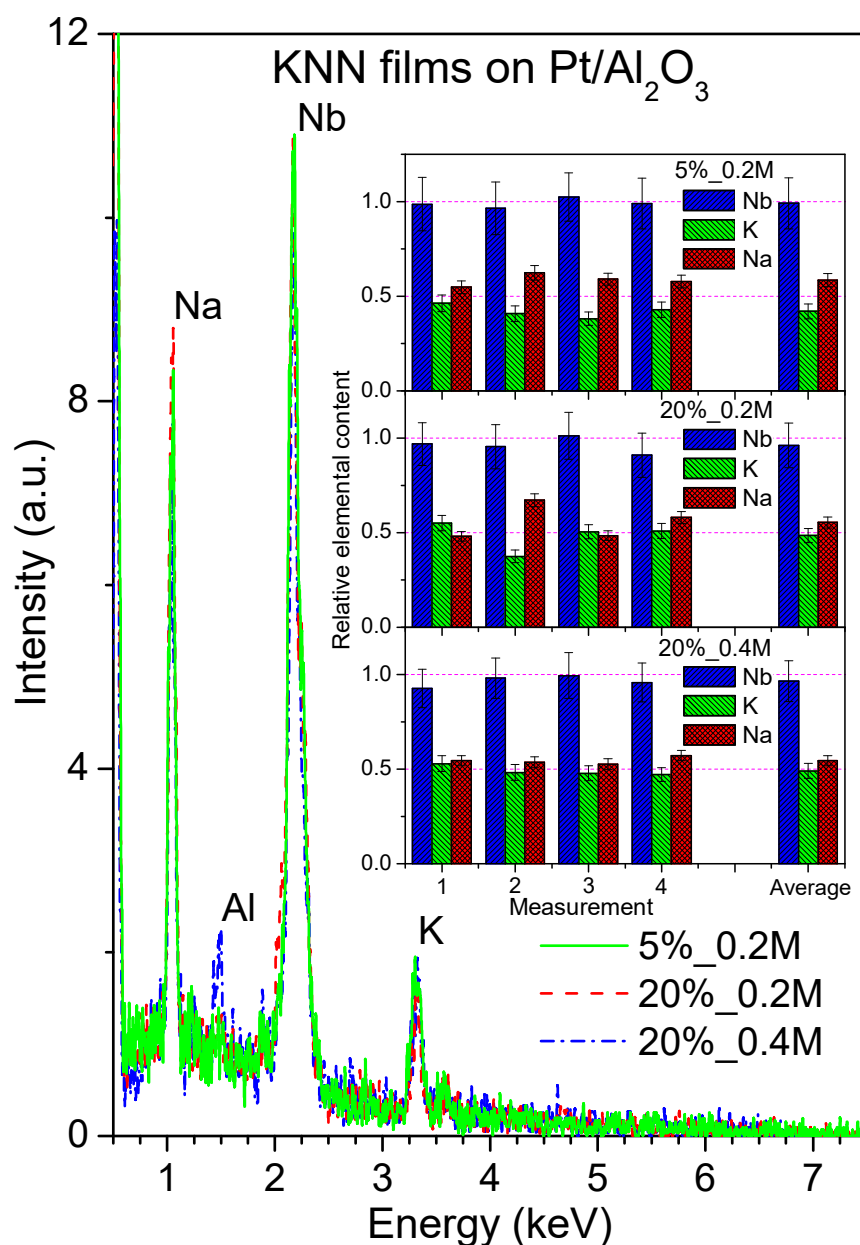 KNN films on Pt/Al₂O₃
12
8
4
0
Intensity (a.u.)
Na
Al
Nb
K
1 2 3 4 5 6 7
Energy (keV)
5%_0.2M
20%_0.2M
20%_0.4M
Relative elemental content
5%_0.2M
Nb
K
Na
1.0
0.5
0.0
20%_0.2M
Nb
K
Na
1.0
0.5
0.0
20%_0.4M
Nb
K
Na
1.0
0.5
0.0
1 2 3 4 Average
Measurement